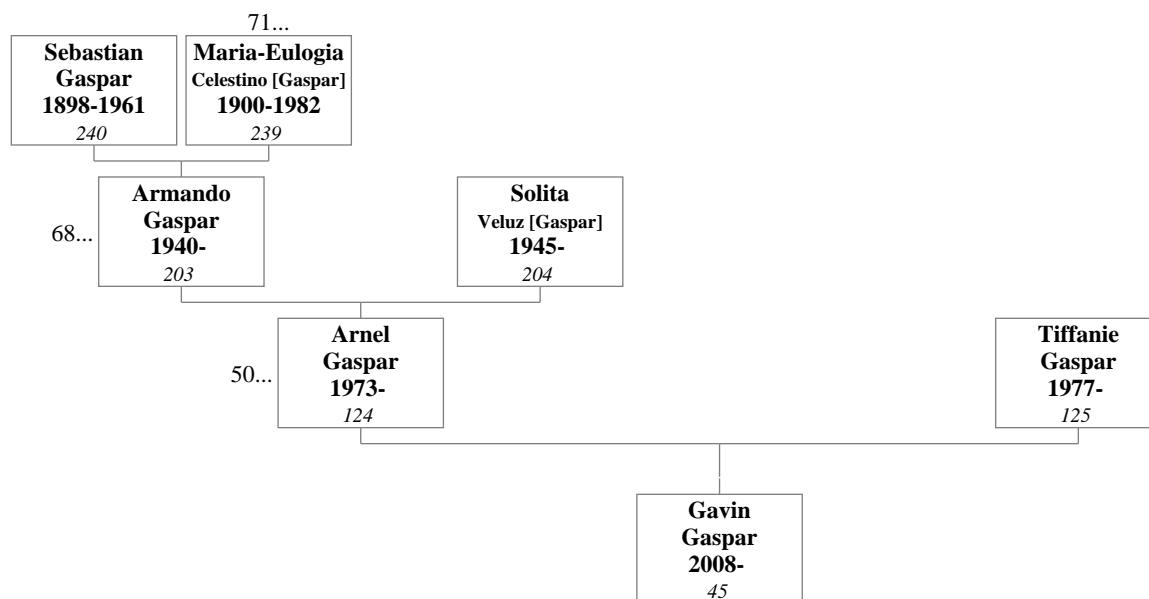 71...
Sebastian
Gaspar
1898-1961
240
Maria-Eulogia
Celestino [Gaspar]
1900-1982
239
68...
Armando
Gaspar
1940-
203
Solita
Veluz [Gaspar]
1945-
204
50...
Arnel
Gaspar
1973-
124
Tiffanie
Gaspar
1977-
125
Gavin
Gaspar
2008-
45